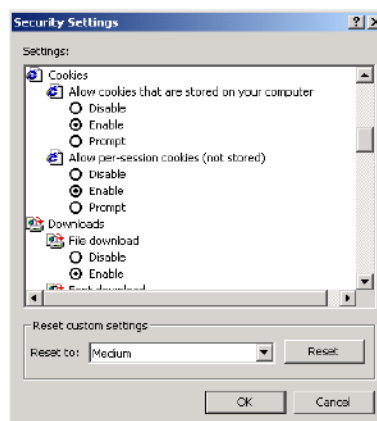 Security Settings
Settings:
Cookies
Allow cookies that are stored on your computer
Disable
Enable
Prompt
Allow per-session cookies (not stored)
Disable
Enable
Prompt
Downloads
File download
Disable
Enable
Font download
Reset custom settings
Reset to: Medium Reset
OK Cancel